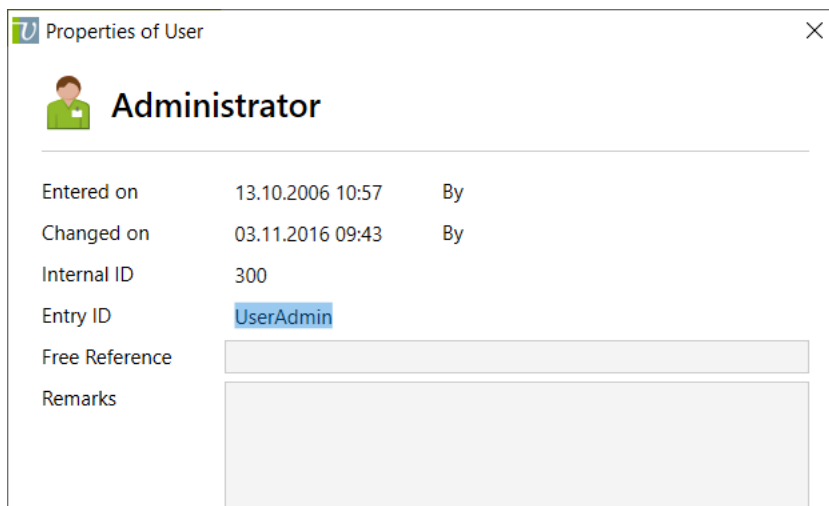 Properties of User
Administrator
Entered on 13.10.2006 10:57 By
Changed on 03.11.2016 09:43 By
Internal ID 300
Entry ID UserAdmin
Free Reference
Remarks